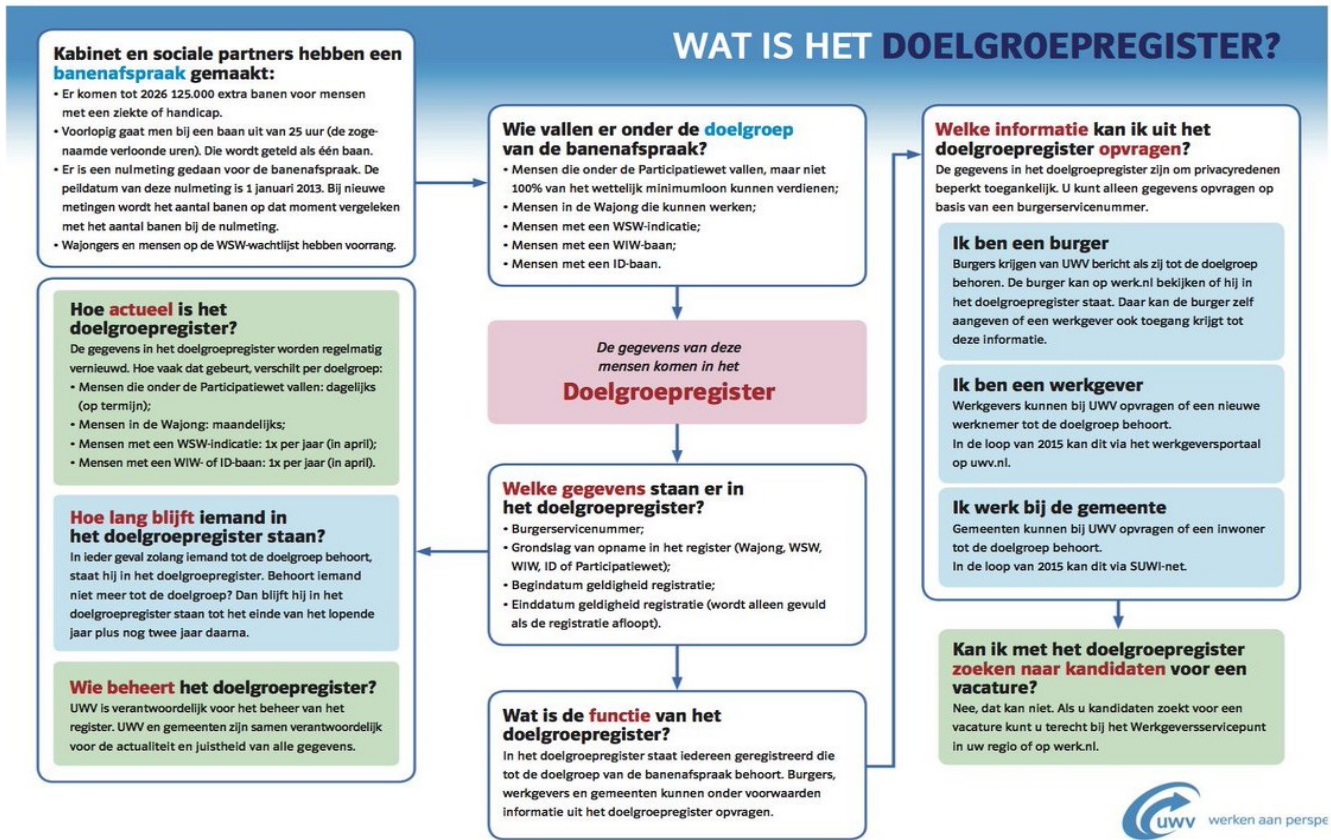 WAT IS HET DOELGROEPREGISTER?
Kabinet en sociale partners hebben een
banenafspraak gemaakt:
• Er komen tot 2026 125.000 extra banen voor mensen
met een ziekte of handicap.
• Voorlopig gaat men bij een baan uit van 25 uur (de zoge-
naamde verloonde uren). Die wordt geteld als één baan.
• Er is een nulmeting gedaan voor de banenafspraak. De
peildatum van deze nulmeting is 1 januari 2013. Bij nieuwe
metingen wordt het aantal banen op dat moment vergeleken
met het aantal banen bij de nulmeting.
• Wajongers en mensen op de WSW-wachtlijst hebben voorrang.
Wie vallen er onder de doelgroep
van de banenafspraak?
• Mensen die onder de Participatiewet vallen, maar niet
100% van het wettelijk minimumloon kunnen verdienen;
• Mensen in de Wajong die kunnen werken;
• Mensen met een WSW-indicatie;
• Mensen met een WIW-baan;
• Mensen met een ID-baan.
De gegevens van deze
mensen komen in het
Doelgroepregister
Welke gegevens staan er in
het doelgroepregister?
• Burgerservicenummer;
• Grondslag van opname in het register (Wajong, WSW,
WIW, ID of Participatiewet);
• Begindatum geldigheid registratie;
• Einddatum geldigheid registratie (wordt alleen gevuld
als de registratie afloopt).
Hoe actueel is het
doelgroepregister?
De gegevens in het doelgroepregister worden regelmatig
vernieuwd. Hoe vaak dat gebeurt, verschilt per doelgroep:
• Mensen die onder de Participatiewet vallen: dagelijks
(op termijn);
• Mensen in de Wajong: maandelijks;
• Mensen met een WSW-indicatie: 1x per jaar (in april);
• Mensen met een WIW- of ID-baan: 1x per jaar (in april).
Hoe lang blijft iemand in
het doelgroepregister staan?
In ieder geval zolang iemand tot de doelgroep behoort,
staat hij in het doelgroepregister. Behoort iemand
niet meer tot de doelgroep? Dan blijft hij in het
doelgroepregister staan tot het einde van het lopende
jaar plus nog twee jaar daarna.
Wie beheert het doelgroepregister?
UWV is verantwoordelijk voor het beheer van het
register. UWV en gemeenten zijn samen verantwoordelijk
voor de actualiteit en juistheid van alle gegevens.
Wat is de functie van het
doelgroepregister?
In het doelgroepregister staat iedereen geregistreerd die
tot de doelgroep van de banenafspraak behoort. Burgers,
werkgevers en gemeenten kunnen onder voorwaarden
informatie uit het doelgroepregister opvragen.
Welke informatie kan ik uit het
doelgroepregister opvragen?
De gegevens in het doelgroepregister zijn om privacyredenen
beperkt toegankelijk. U kunt alleen gegevens opvragen op
basis van een burgerservicenummer.
Ik ben een burger
Burgers krijgen van UWV bericht als zij tot de doelgroep
behoren. De burger kan op werk.nl bekijken of hij in
het doelgroepregister staat. Daar kan de burger zelf
aangeven of een werkgever ook toegang krijgt tot
deze informatie.
Ik ben een werkgever
Werkgevers kunnen bij UWV opvragen of een nieuwe
werknemer tot de doelgroep behoort.
In de loop van 2015 kan dit via het werkgeversportaal
op uwv.nl.
Ik werk bij de gemeente
Gemeenten kunnen bij UWV opvragen of een inwoner
tot de doelgroep behoort.
In de loop van 2015 kan dit via SUWI-net.
Kan ik met het doelgroepregister
zoeken naar kandidaten voor een
vacature?
Nee, dat kan niet. Als u kandidaten zoekt voor een
vacature kunt u terecht bij het Werkgeversservicepunt
in uw regio of op werk.nl.
uwv werken aan perspe